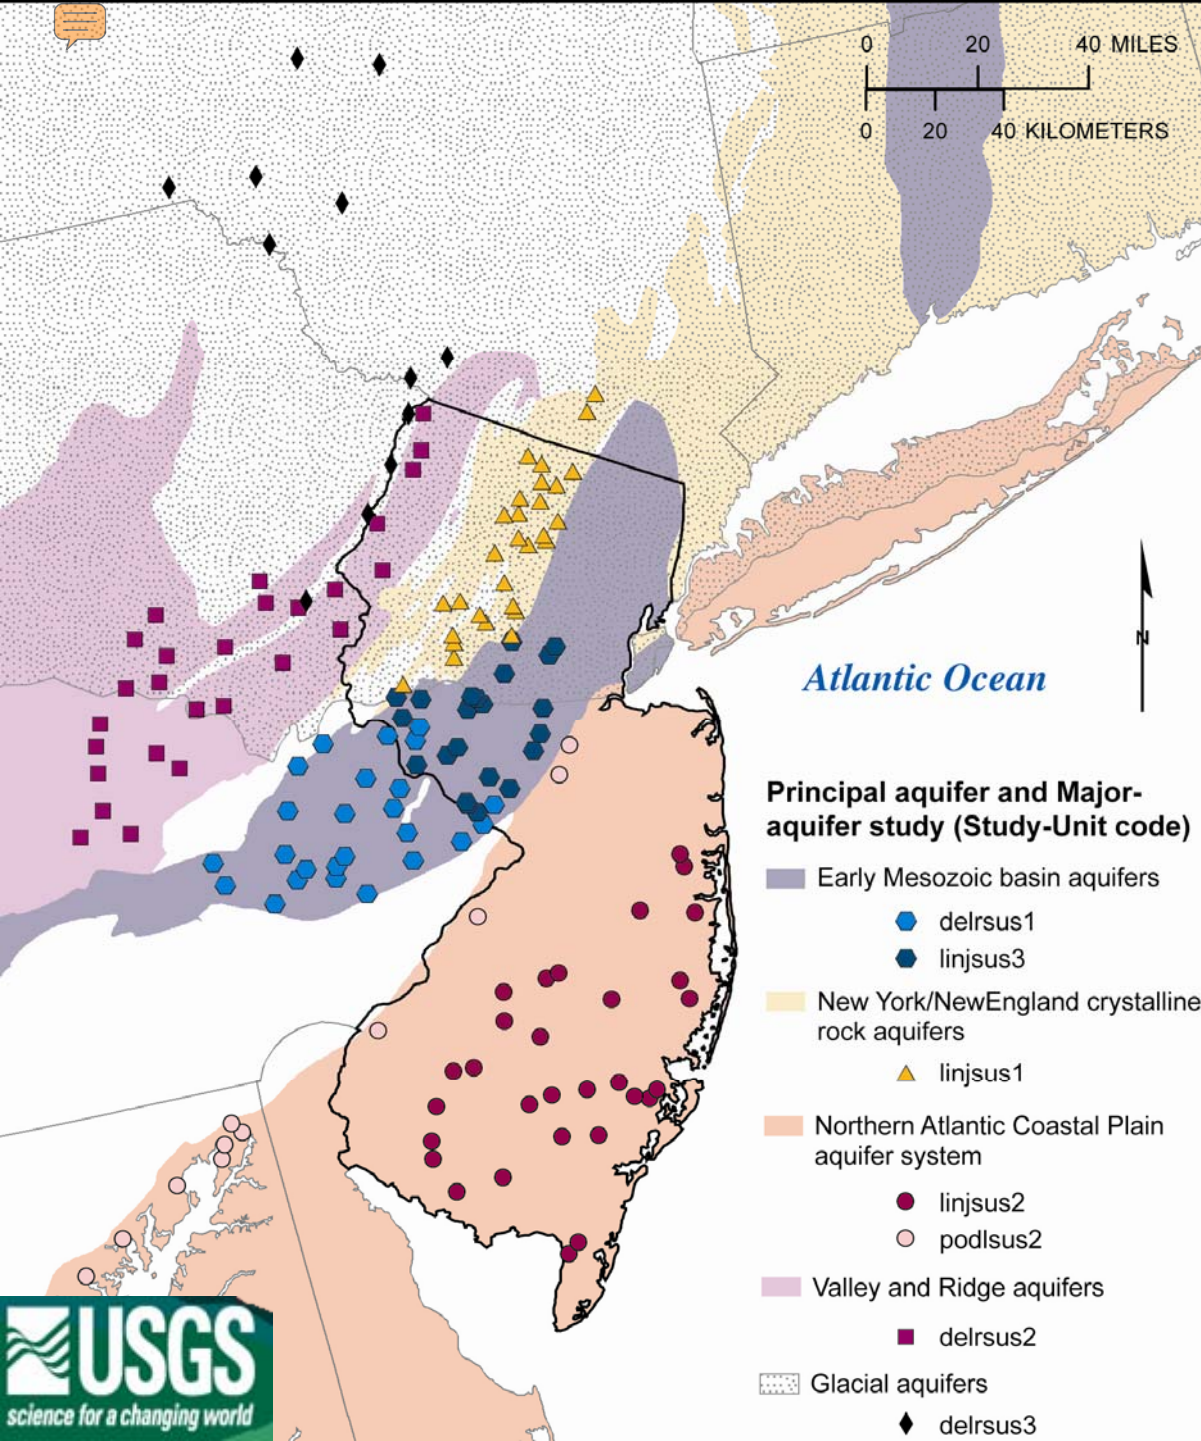 0 20 40 MILES
0 20 40 KILOMETERS
N
Atlantic Ocean
Principal aquifer and Major-
aquifer study (Study-Unit code)
Early Mesozoic basin aquifers
delrsus1
linjsus3
New York/NewEngland crystalline
rock aquifers
linjsus1
Northern Atlantic Coastal Plain
aquifer system
linjsus2
podlsus2
Valley and Ridge aquifers
delrsus2
Glacial aquifers
delrsus3
USGS
science for a changing world